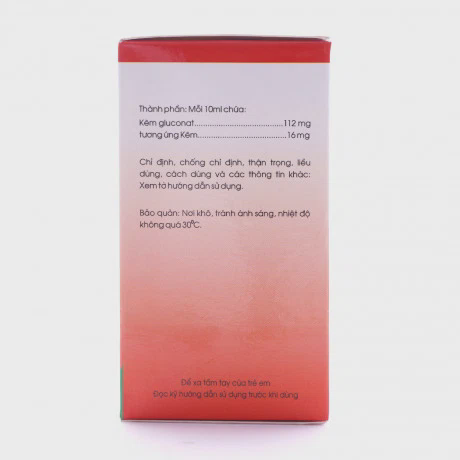 Thành phần: Mỗi 10ml chứa:
Kẽm gluconat........................................112 mg
tương ứng Kẽm........................................16 mg
Chỉ định, chống chỉ định, thận trọng, liều
dùng, cách dùng và các thông tin khác:
Xem tờ hướng dẫn sử dụng.
Bảo quản: Nơi khô, tránh ánh sáng, nhiệt độ
không quá 30⁰C.
Để xa tầm tay của trẻ em
Đọc kỹ hướng dẫn sử dụng trước khi dùng